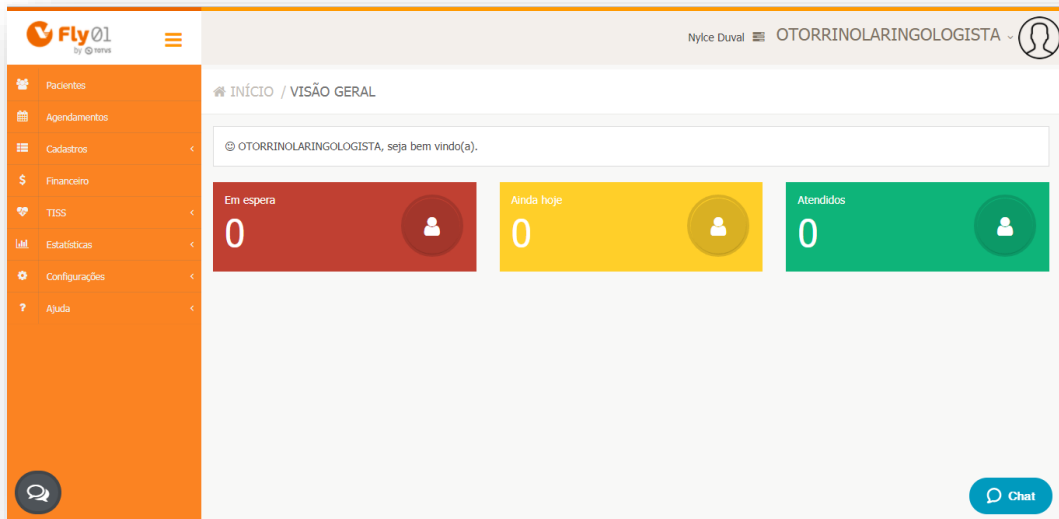 Fly01
by TOTVS
Nylce Duval
OTORRINOLARINGOLOGISTA
Pacientes
Agendamentos
Cadastros
Financeiro
TISS
Estatísticas
Configurações
Ajuda
INÍCIO / VISÃO GERAL
OTORRINOLARINGOLOGISTA, seja bem vindo(a).
Em espera
0
Ainda hoje
0
Atendidos
0
Chat